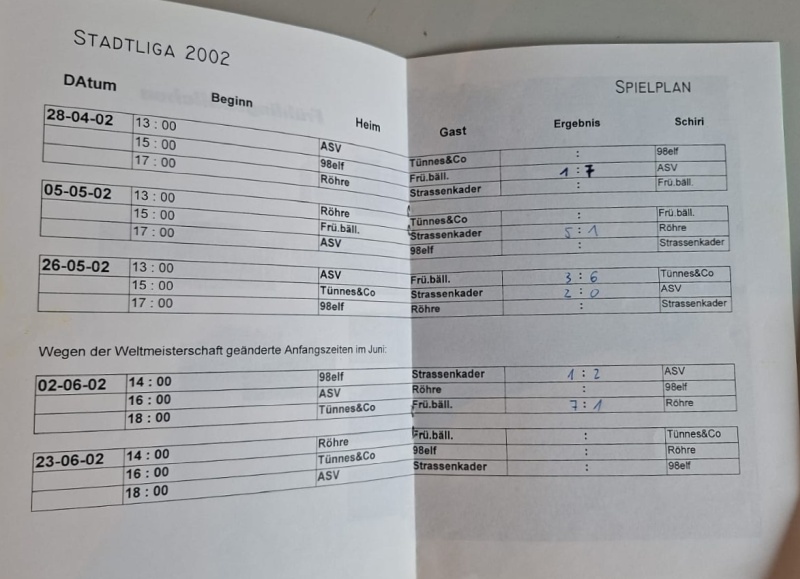 STADTLIGA 2002
SPIELPLAN
DAtum Beginn Heim Gast Ergebnis Schiri
28-04-02 13 : 00 ASV Tünnes&Co : 98elf
15 : 00 98elf Frü.bäll. 1 : 7 ASV
17 : 00 Röhre Strassenkader : Frü.bäll.
05-05-02 13 : 00 Röhre Tünnes&Co : Frü.bäll.
15 : 00 Frü.bäll. Strassenkader 5 : 1 Röhre
17 : 00 ASV 98elf : Strassenkader
26-05-02 13 : 00 ASV Frü.bäll. 3 : 6 Tünnes&Co
15 : 00 Tünnes&Co Strassenkader 2 : 0 ASV
17 : 00 98elf Röhre : Strassenkader
Wegen der Weltmeisterschaft geänderte Anfangszeiten im Juni:
02-06-02 14 : 00 98elf Strassenkader 1 : 2 ASV
16 : 00 ASV Röhre : 98elf
18 : 00 Tünnes&Co Frü.bäll. 7 : 1 Röhre
23-06-02 14 : 00 Röhre Frü.bäll. : Tünnes&Co
16 : 00 Tünnes&Co 98elf : Röhre
18 : 00 ASV Strassenkader : 98elf